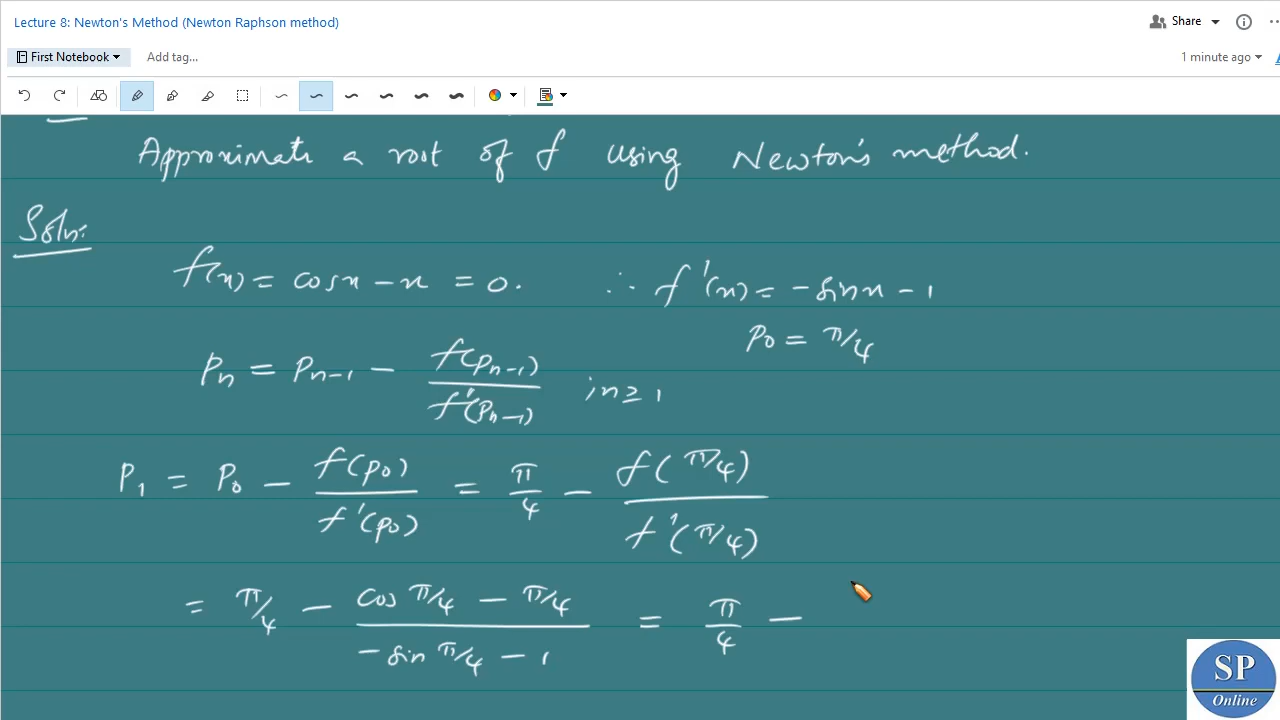 Lecture 8: Newton's Method (Newton Raphson method)
Share
First Notebook
Add tag...
1 minute ago
Approximate a root of f using Newton's method.
Soln:
f(x) = cosx - x = 0. ∴ f'(x) = -sinx - 1
p0 = π/4
pn = pn-1 - f(pn-1) / f'(pn-1) ; n ≥ 1
P1 = P0 - f(p0) / f'(p0) = π/4 - f(π/4) / f'(π/4)
= π/4 - (cos π/4 - π/4) / (-sin π/4 - 1) = π/4 -
SP
Online